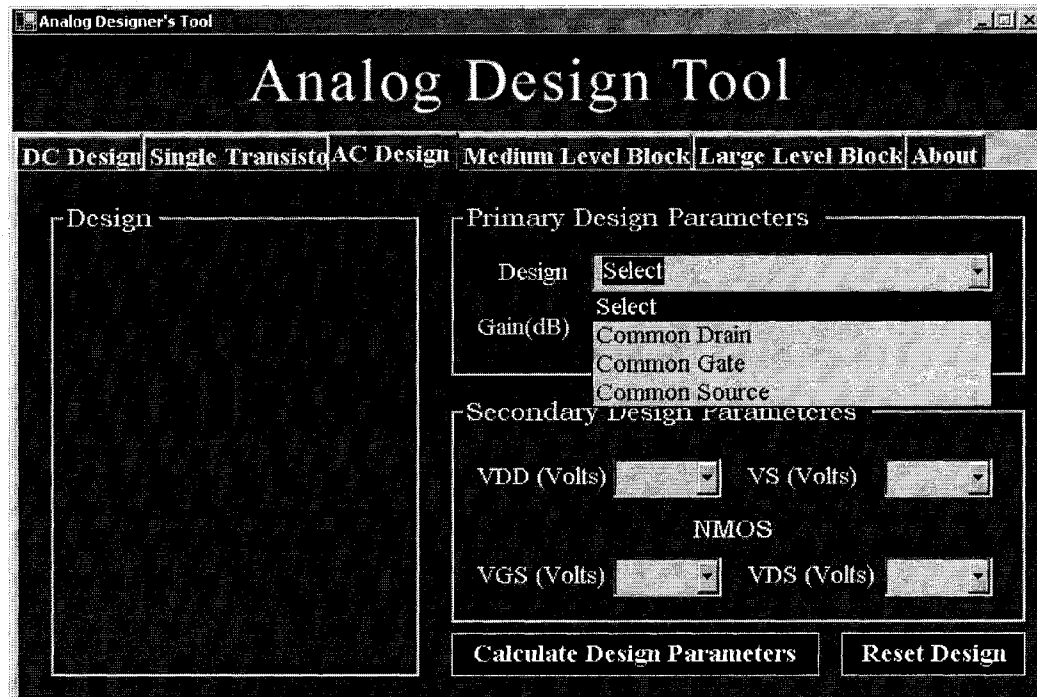 Analog Designer's Tool
Analog Design Tool
DC Design Single Transisto AC Design Medium Level Block Large Level Block About
Design
Primary Design Parameters
Design Select
Select
Gain(dB)
Common Drain
Common Gate
Common Source
Secondary Design Parameteres
VDD (Volts) VS (Volts)
NMOS
VGS (Volts) VDS (Volts)
Calculate Design Parameters Reset Design